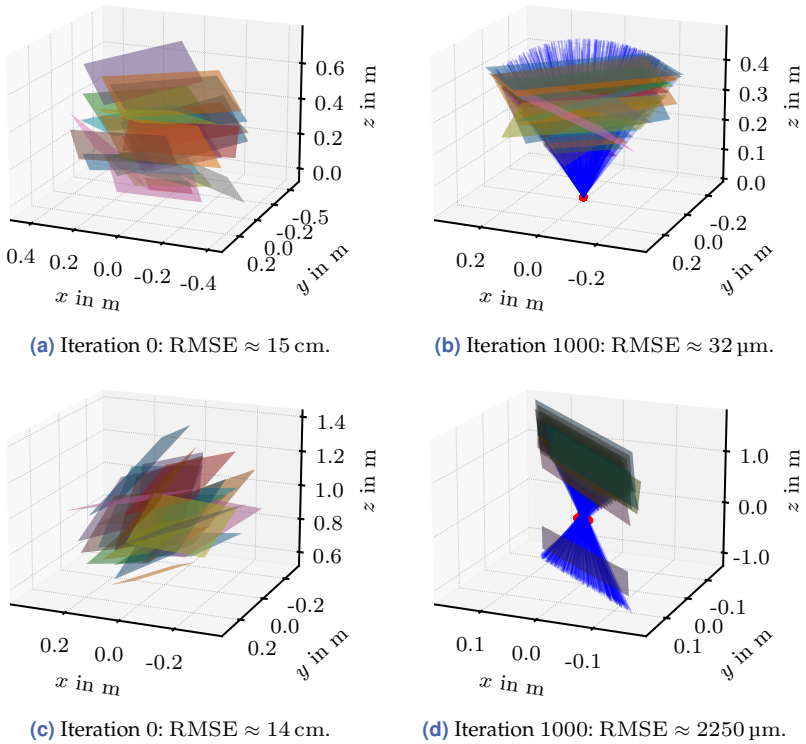 0.6
0.4
0.2
0.0
z in m
0.4 0.2 0.0 -0.2 -0.4
x in m
0.2 0.0 -0.2 -0.5
y in m
0.4
0.3
0.2
0.1
0.0
z in m
0.2 0.0 -0.2
x in m
0.2 0.0 -0.2
y in m
(a) Iteration 0: RMSE ≈ 15 cm.
(b) Iteration 1000: RMSE ≈ 32 µm.
1.4
1.2
1.0
0.8
0.6
z in m
0.2 0.0 -0.2
x in m
0.2 0.0 -0.2
y in m
1.0
0.0
-1.0
z in m
0.1 0.0 -0.1
x in m
0.1 0.0 -0.1
y in m
(c) Iteration 0: RMSE ≈ 14 cm.
(d) Iteration 1000: RMSE ≈ 2250 µm.